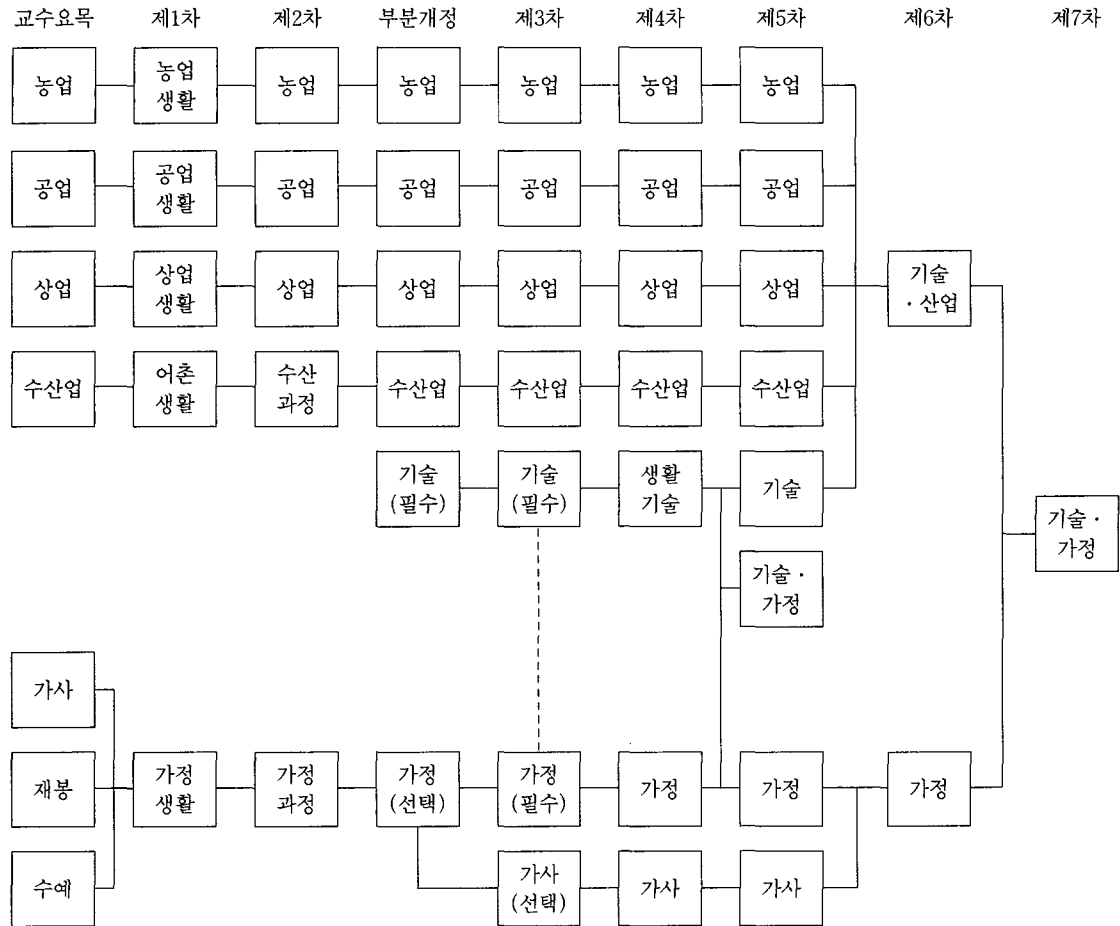 교수요목 제1차 제2차 부분개정 제3차 제4차 제5차 제6차 제7차
농업 농업 생활 농업 농업 농업 농업 농업
공업 공업 생활 공업 공업 공업 공업 공업
상업 상업 생활 상업 상업 상업 상업 상업 기술 · 산업
수산업 어촌 생활 수산 과정 수산업 수산업 수산업 수산업
기술 (필수) 기술 (필수) 생활 기술 기술
기술 · 가정
기술 · 가정
가사
재봉 가정 생활 가정 과정 가정 (선택) 가정 (필수) 가정 가정 가정
수예 가사 (선택) 가사 가사